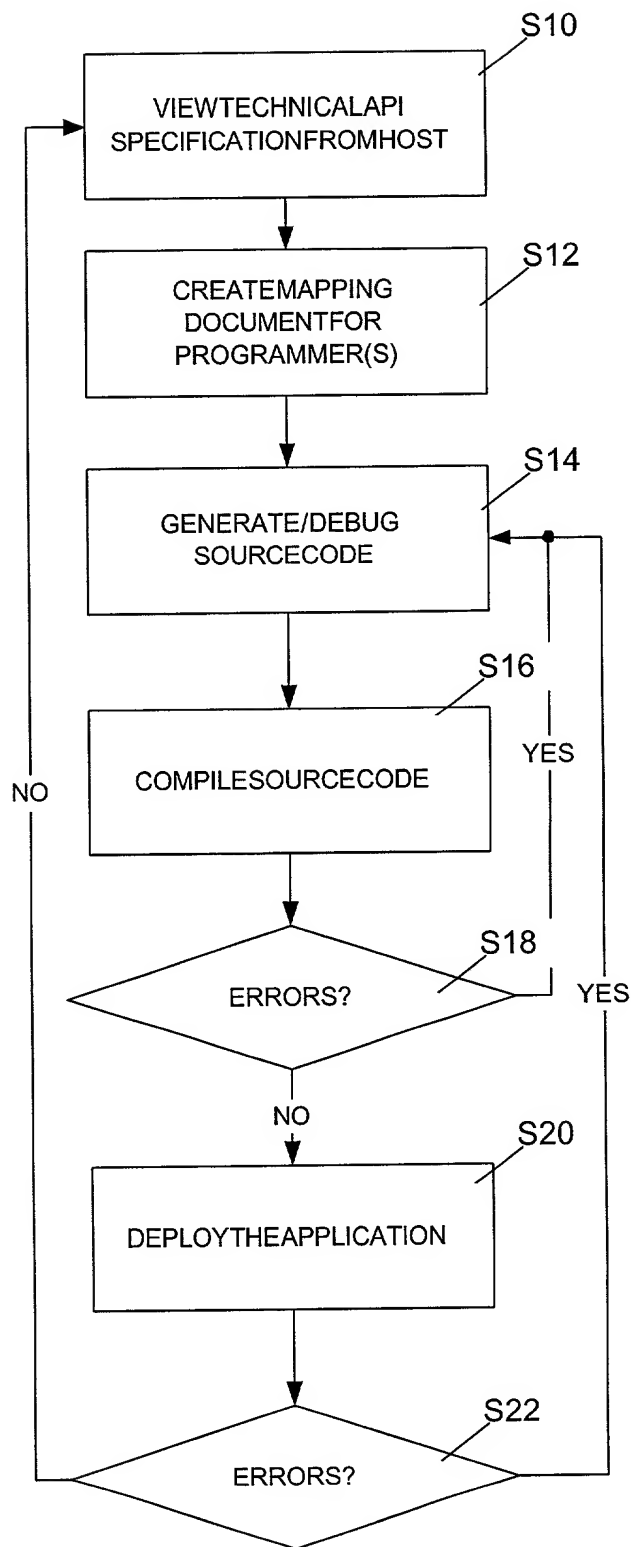 S10
VIEWTECHNICALAPI
SPECIFICATIONFROMHOST
S12
CREATEMAPPING
DOCUMENTFOR
PROGRAMMER(S)
S14
GENERATE/DEBUG
SOURCECODE
S16
COMPILESOURCECODE
YES
NO
S18
ERRORS?
YES
NO
S20
DEPLOYTHEAPPLICATION
S22
ERRORS?